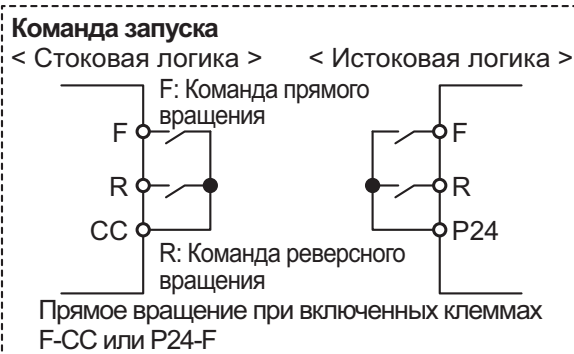 Команда запуска
< Стоковая логика > < Истоковая логика >
F: Команда прямого
вращения
F
R
CC
F
R
P24
R: Команда реверсного
вращения
Прямое вращение при включенных клеммах
F-CC или P24-F